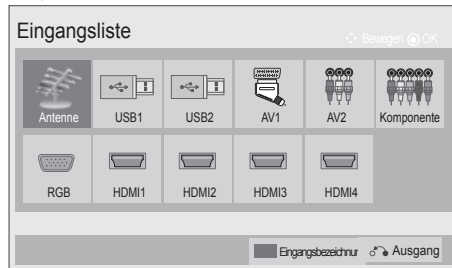 Eingangsliste
Bewegen OK
Antenne USB1 USB2 AV1 AV2 Komponente
RGB HDMI1 HDMI2 HDMI3 HDMI4
Eingangsbezeichnur Ausgang